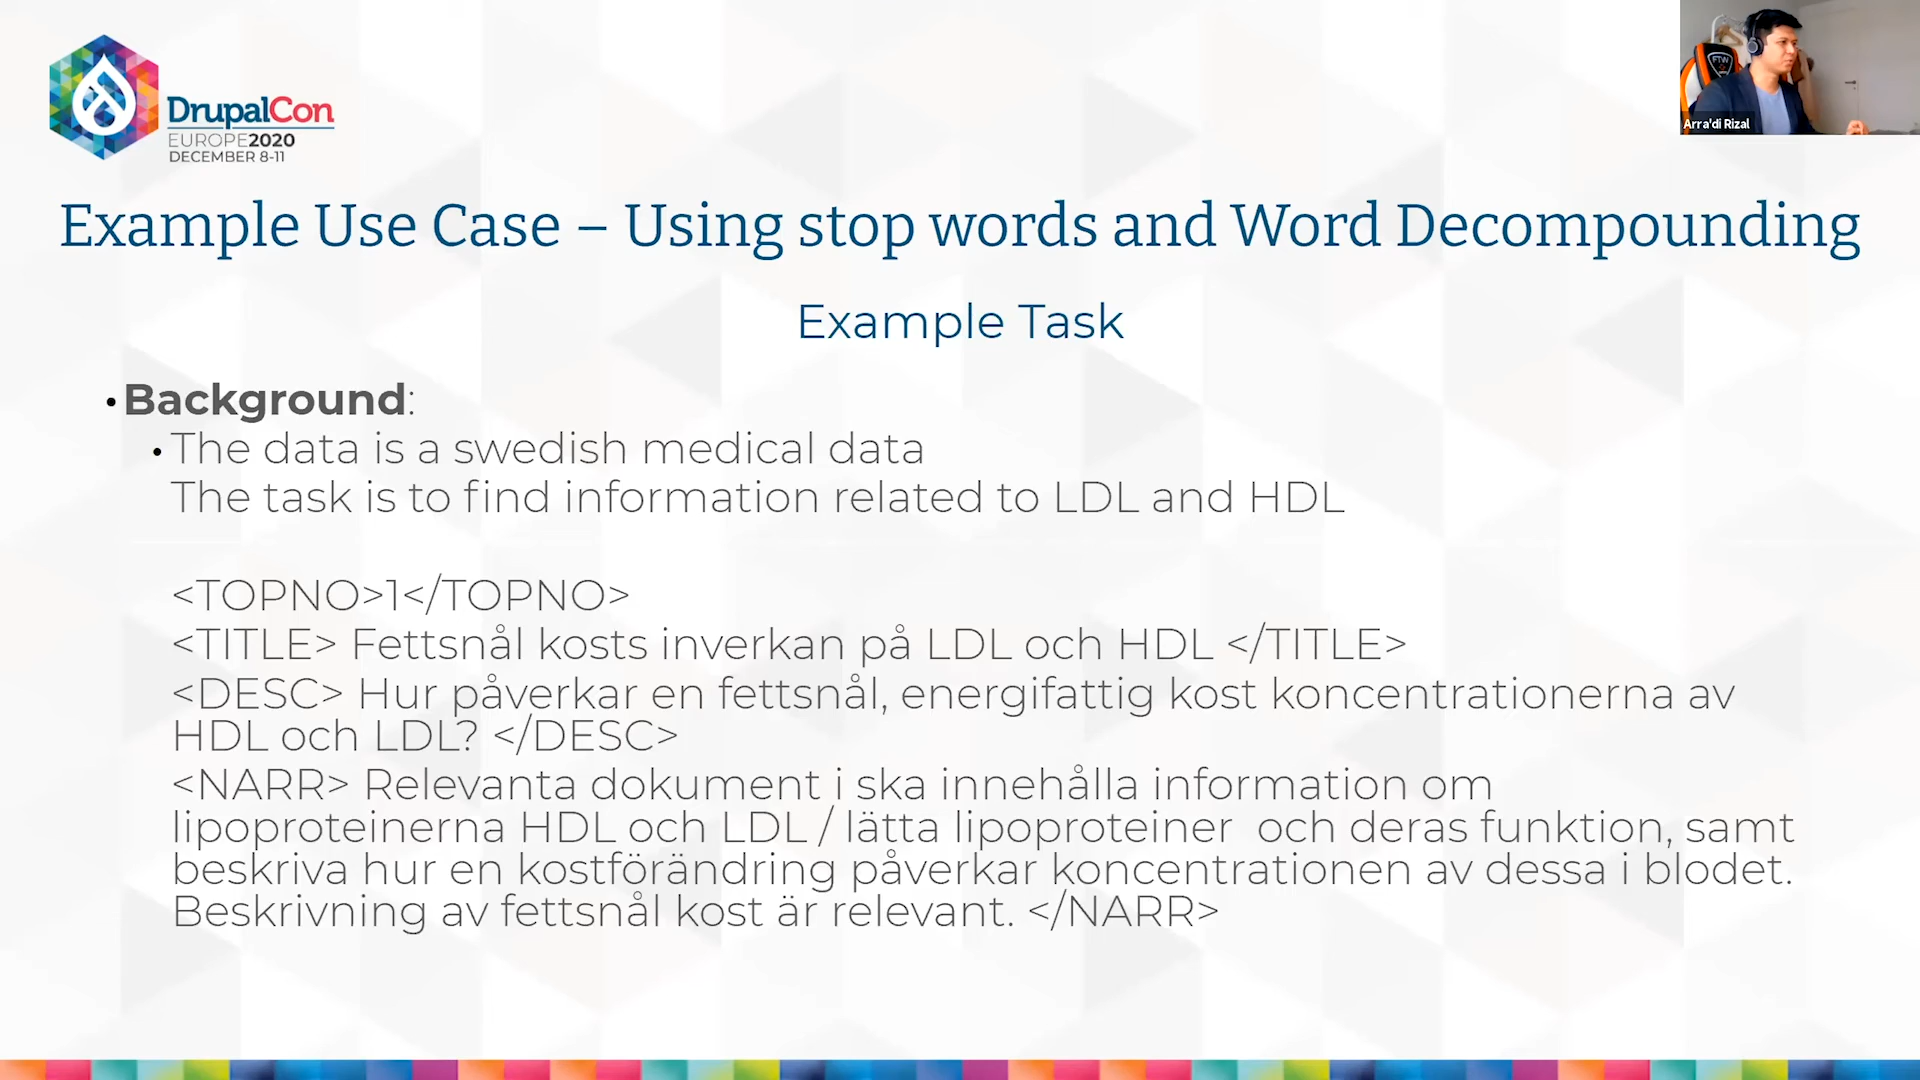 DrupalCon
EUROPE2020
DECEMBER 8-11
FTW
Arra'di Rizal
Example Use Case – Using stop words and Word Decompounding
Example Task
•Background:
•The data is a swedish medical data
The task is to find information related to LDL and HDL
<TOPNO>1</TOPNO>
<TITLE> Fettsnål kosts inverkan på LDL och HDL </TITLE>
<DESC> Hur påverkar en fettsnål, energifattig kost koncentrationerna av
HDL och LDL? </DESC>
<NARR> Relevanta dokument i ska innehålla information om
lipoproteinerna HDL och LDL / lätta lipoproteiner  och deras funktion, samt
beskriva hur en kostförändring påverkar koncentrationen av dessa i blodet.
Beskrivning av fettsnål kost är relevant. </NARR>